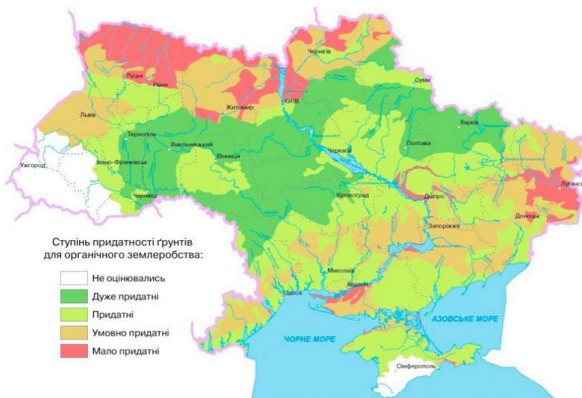 Чернігів
Луцьк
Рівне
Суми
Житомир
КИЇВ
Львів
Тернопіль
Хмельницький
Харків
Полтава
Черкаси
Вінниця
Ужгород
Івано-Франківськ
Чернівці
Луганськ
Кіровоград
Дніпро
Донецьк
Запоріжжя
Миколаїв
Херсон
Одеса
Ступінь придатності ґрунтів
для органічного землеробства:
Не оцінювались
Дуже придатні
Придатні
Умовно придатні
Мало придатні
АЗОВСЬКЕ МОРЕ
ЧОРНЕ МОРЕ
Сімферополь